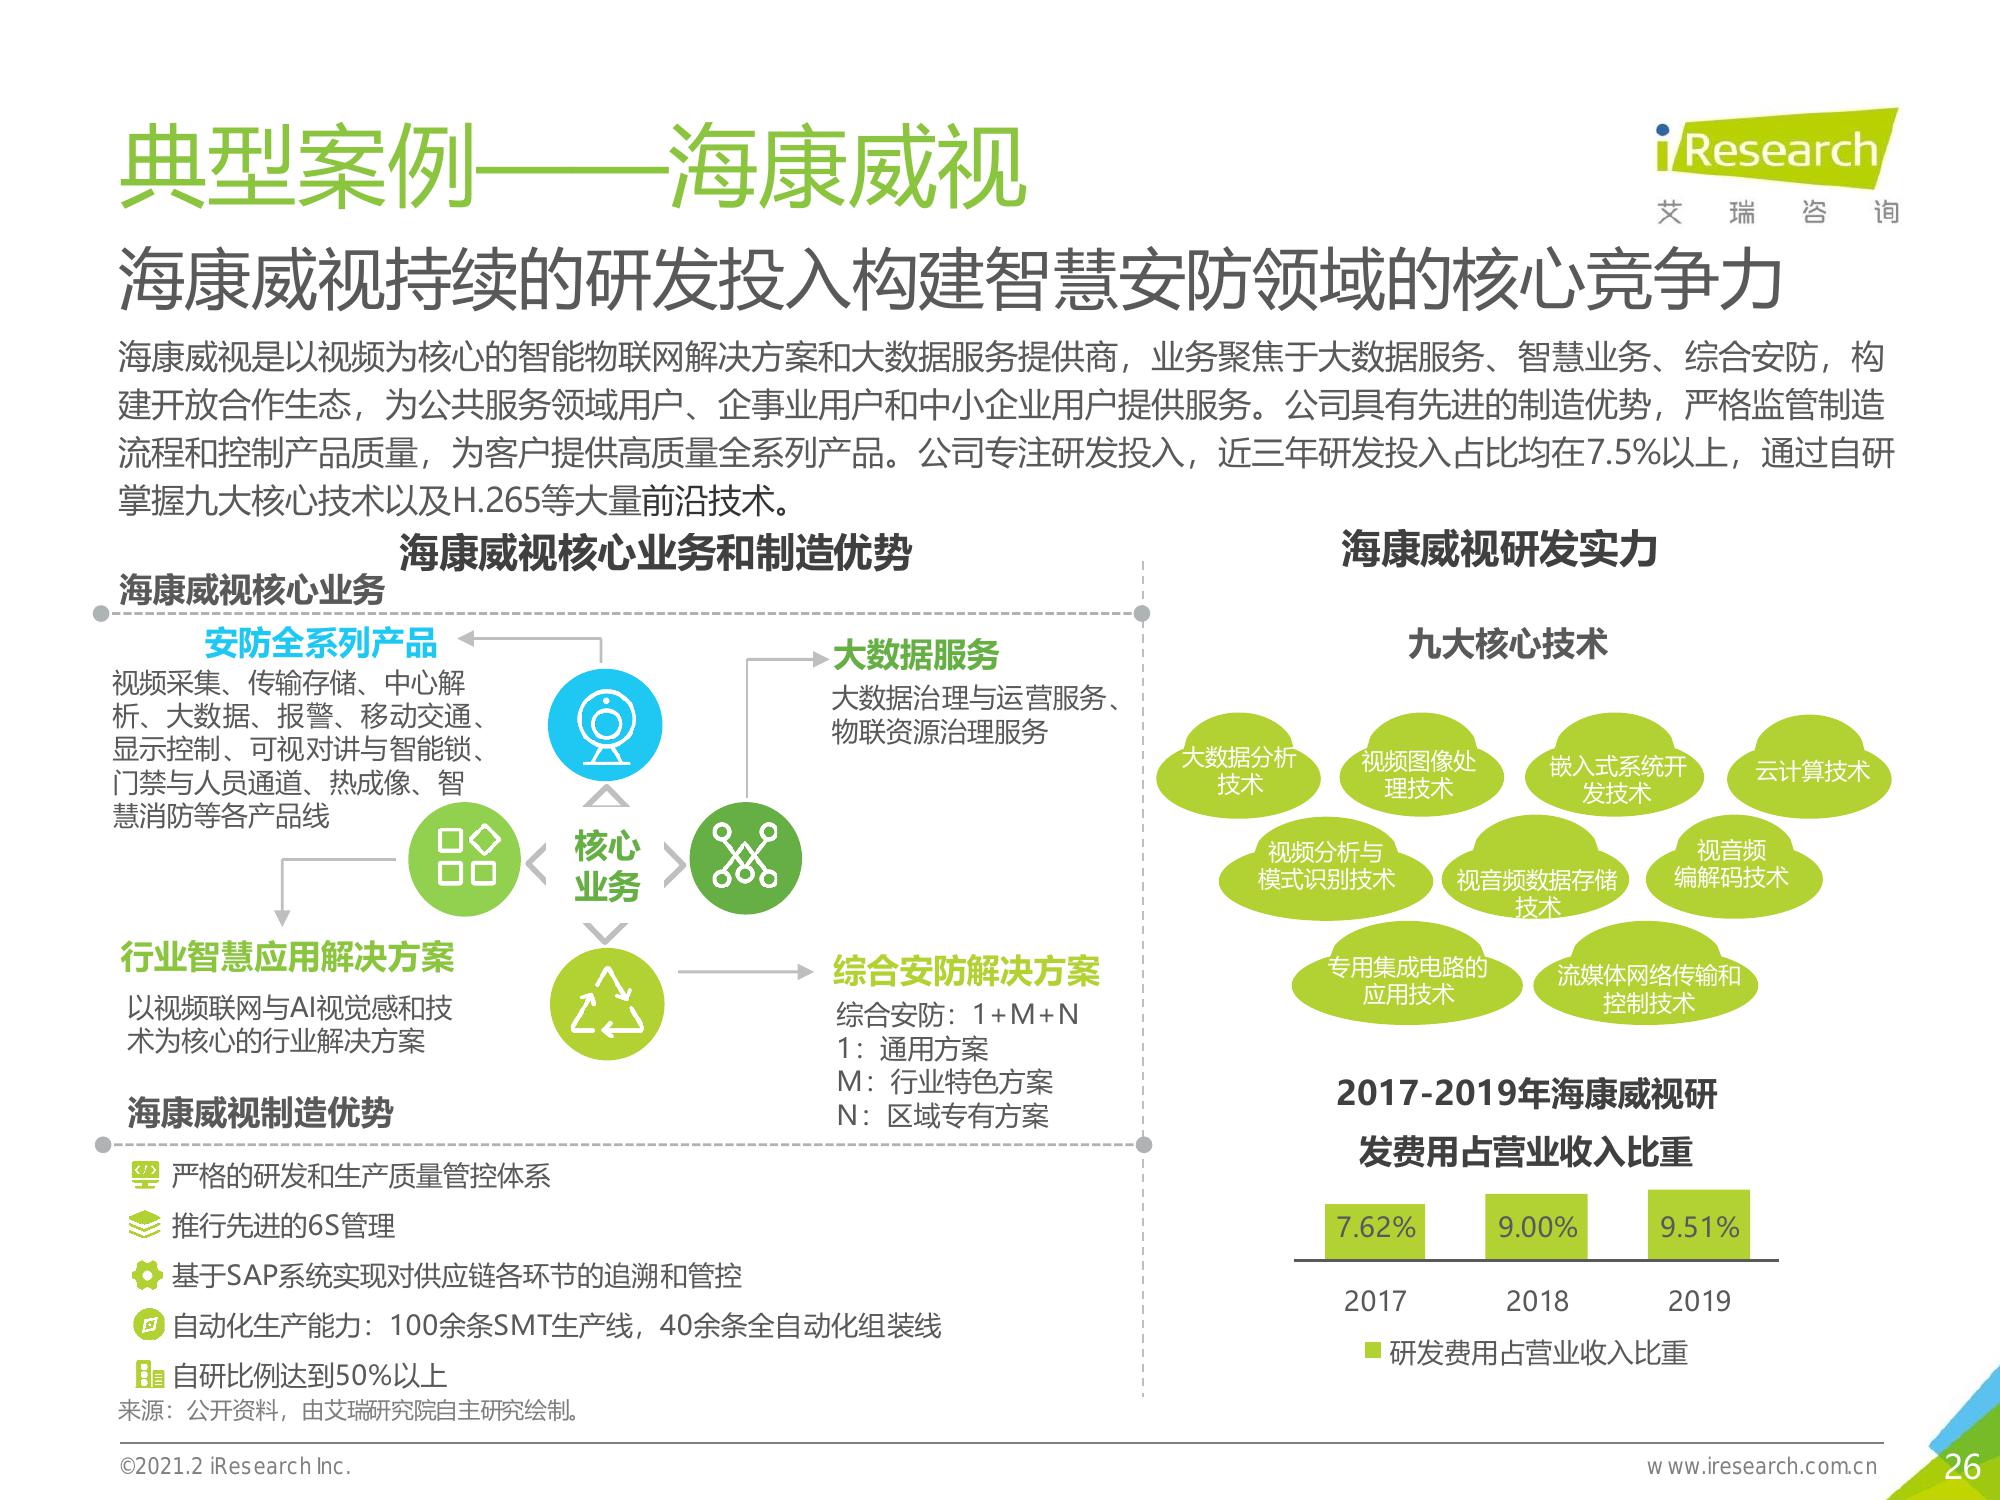 典型案例——海康威视
iResearch
艾瑞咨询
海康威视持续的研发投入构建智慧安防领域的核心竞争力
海康威视是以视频为核心的智能物联网解决方案和大数据服务提供商，业务聚焦于大数据服务、智慧业务、综合安防，构
建开放合作生态，为公共服务领域用户、企事业用户和中小企业用户提供服务。公司具有先进的制造优势，严格监管制造
流程和控制产品质量，为客户提供高质量全系列产品。公司专注研发投入，近三年研发投入占比均在7.5%以上，通过自研
掌握九大核心技术以及H.265等大量前沿技术。
海康威视核心业务和制造优势
海康威视核心业务
安防全系列产品
视频采集、传输存储、中心解
析、大数据、报警、移动交通、
显示控制、可视对讲与智能锁、
门禁与人员通道、热成像、智
慧消防等各产品线
大数据服务
大数据治理与运营服务、
物联资源治理服务
核心
业务
行业智慧应用解决方案
以视频联网与AI视觉感和技
术为核心的行业解决方案
综合安防解决方案
综合安防：1+M+N
1：通用方案
M：行业特色方案
N：区域专有方案
海康威视制造优势
严格的研发和生产质量管控体系
推行先进的6S管理
基于SAP系统实现对供应链各环节的追溯和管控
自动化生产能力：100余条SMT生产线，40余条全自动化组装线
自研比例达到50%以上
海康威视研发实力
九大核心技术
大数据分析
技术
视频图像处
理技术
嵌入式系统开
发技术
云计算技术
视频分析与
模式识别技术
视音频数据存储
技术
视音频
编解码技术
专用集成电路的
应用技术
流媒体网络传输和
控制技术
2017-2019年海康威视研
发费用占营业收入比重
7.62%
9.00%
9.51%
2017
2018
2019
研发费用占营业收入比重
来源：公开资料，由艾瑞研究院自主研究绘制。
©2021.2 iResearch Inc.
www.iresearch.com.cn
26